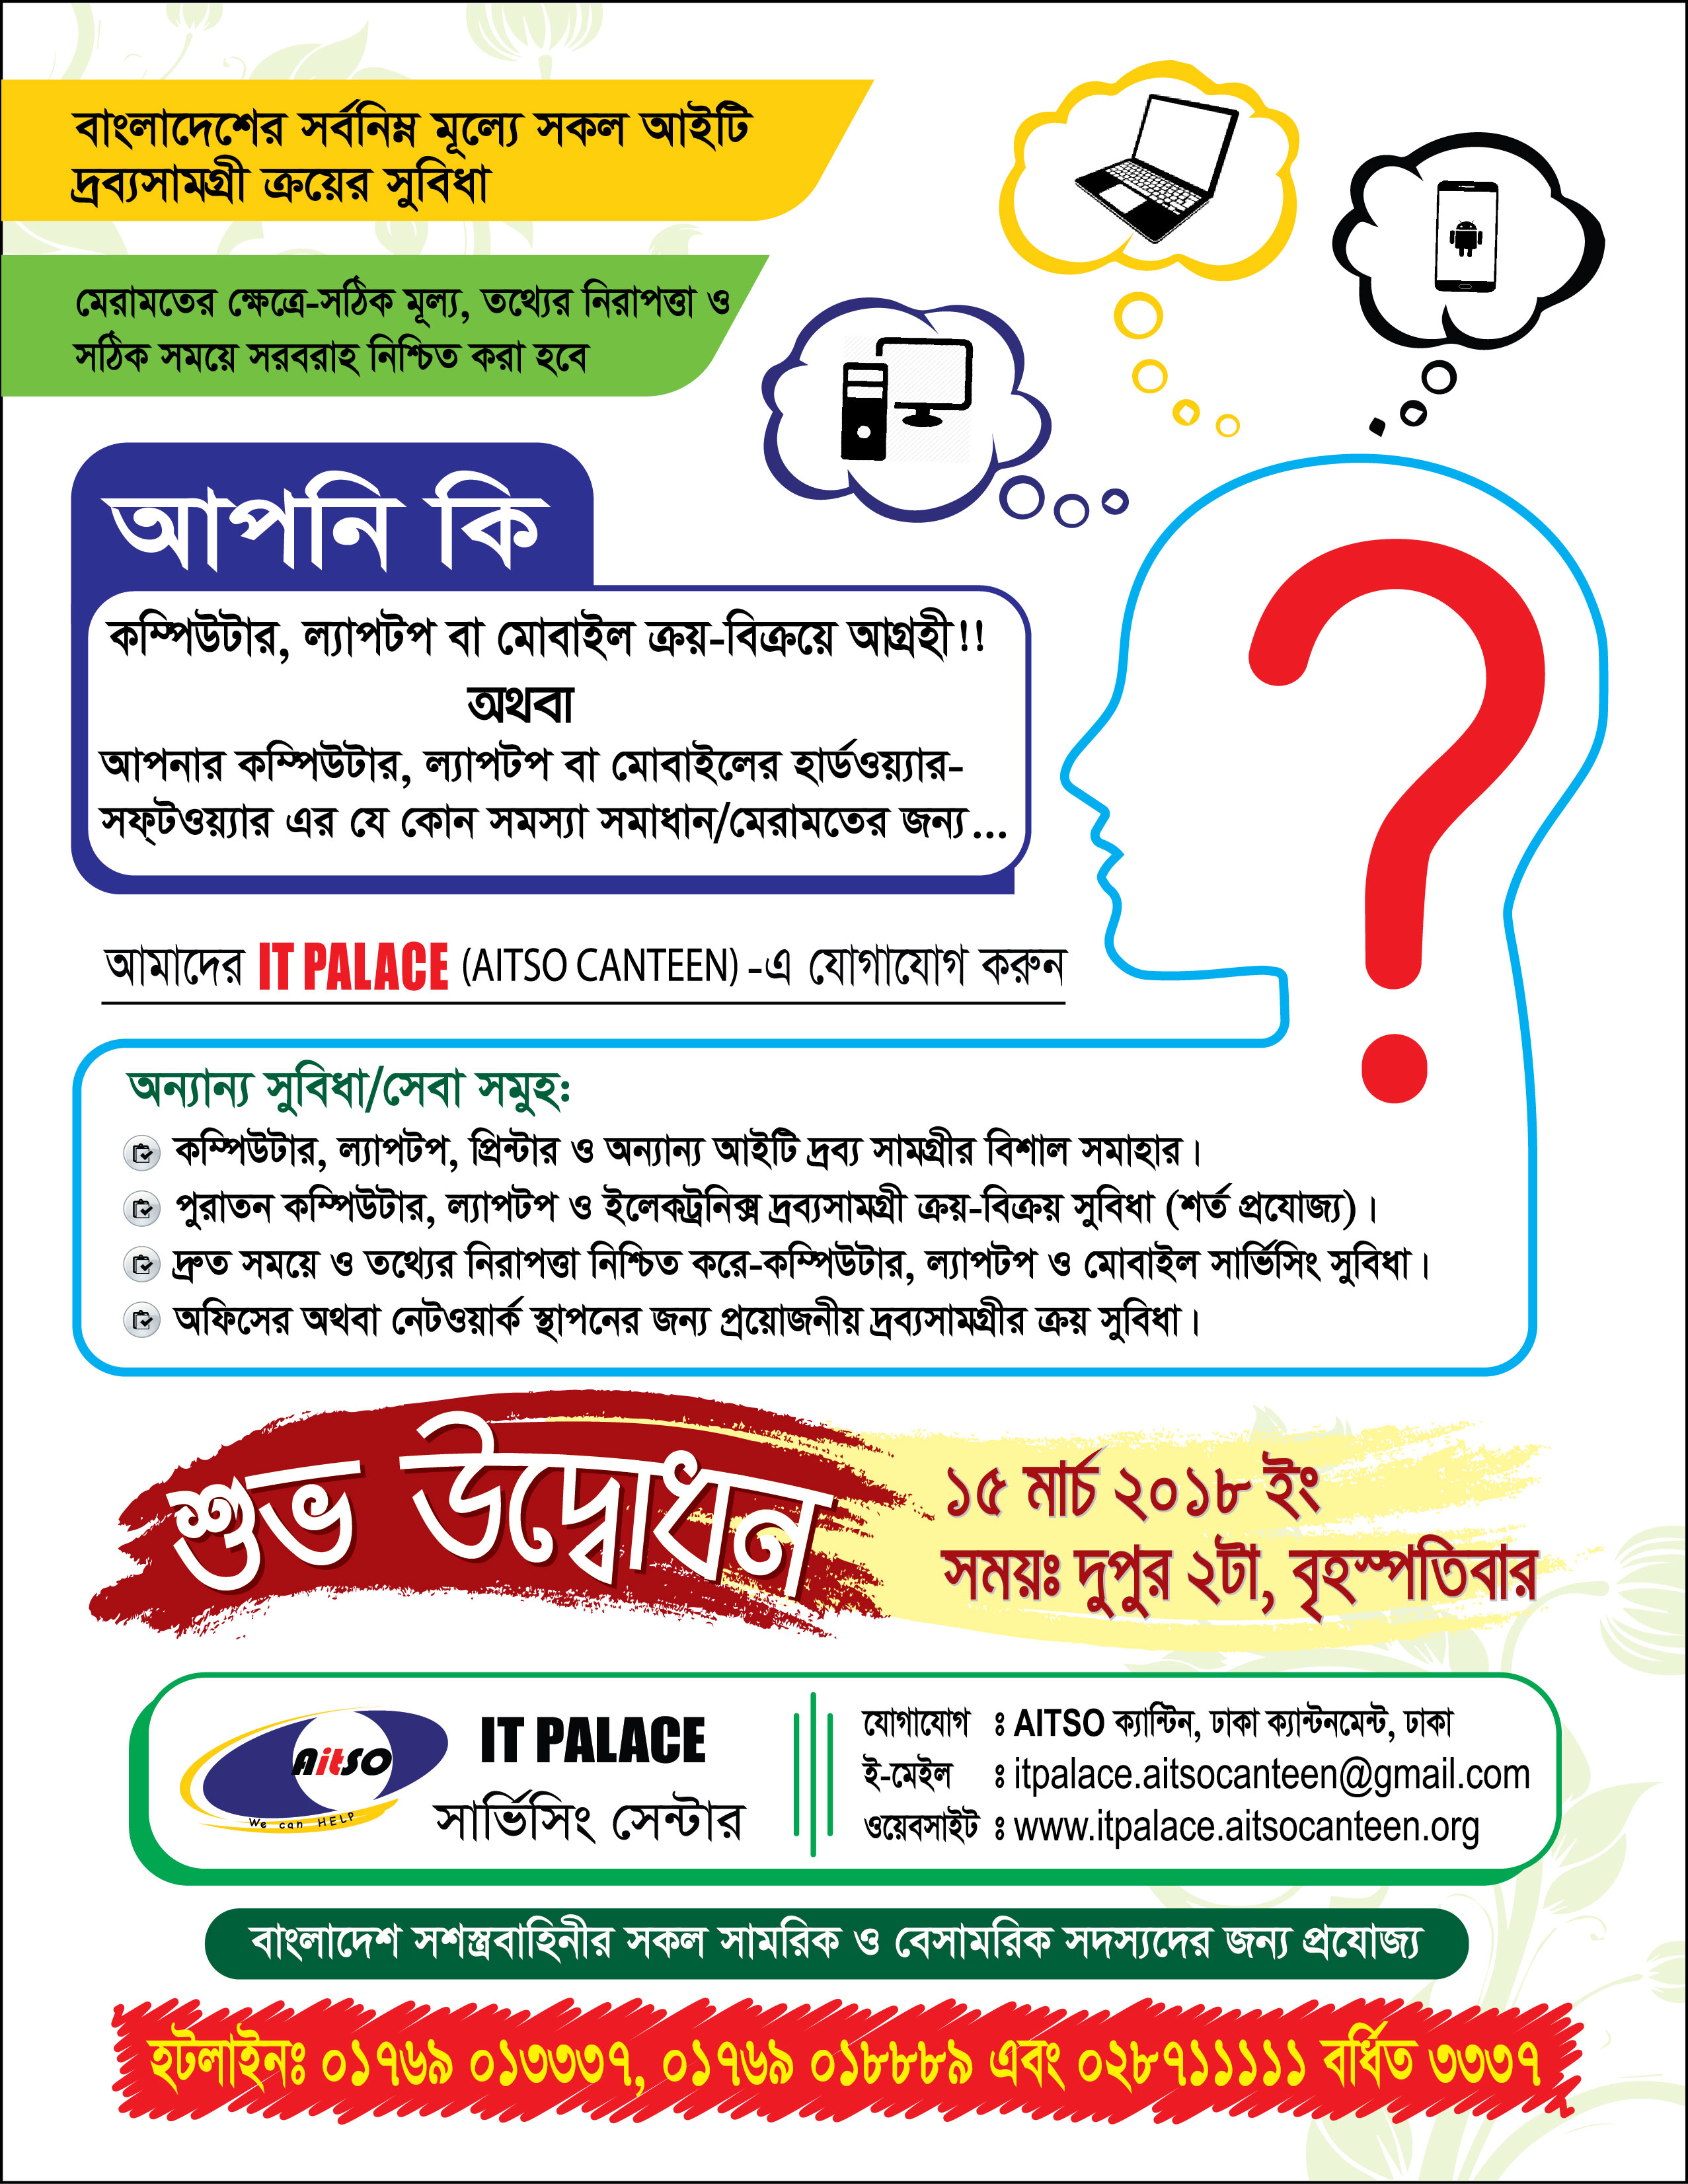 বাংলাদেশের সর্বনিম্ন মূল্যে সকল আইটি
দ্রব্যসামগ্রী ক্রয়ের সুবিধা
মেরামতের ক্ষেত্রে-সঠিক মূল্য, তথ্যের নিরাপত্তা ও
সঠিক সময়ে সরবরাহ নিশ্চিত করা হবে
আপনি কি
কম্পিউটার, ল্যাপটপ বা মোবাইল ক্রয়-বিক্রয়ে আগ্রহী!!
অথবা
আপনার কম্পিউটার, ল্যাপটপ বা মোবাইলের হার্ডওয়্যার-
সফ্‌টওয়্যার এর যে কোন সমস্যা সমাধান/মেরামতের জন্য...
আমাদের IT PALACE (AITSO CANTEEN) -এ যোগাযোগ করুন
অন্যান্য সুবিধা/সেবা সমুহ:
কম্পিউটার, ল্যাপটপ, প্রিন্টার ও অন্যান্য আইটি দ্রব্য সামগ্রীর বিশাল সমাহার।
পুরাতন কম্পিউটার, ল্যাপটপ ও ইলেকট্রনিক্স দ্রব্যসামগ্রী ক্রয়-বিক্রয় সুবিধা (শর্ত প্রযোজ্য)।
দ্রুত সময়ে ও তথ্যের নিরাপত্তা নিশ্চিত করে-কম্পিউটার, ল্যাপটপ ও মোবাইল সার্ভিসিং সুবিধা।
অফিসের অথবা নেটওয়ার্ক স্থাপনের জন্য প্রয়োজনীয় দ্রব্যসামগ্রীর ক্রয় সুবিধা।
শুভ উদ্বোধন
১৫ মার্চ ২০১৮ ইং
সময়ঃ দুপুর ২টা, বৃহস্পতিবার
AitSO
We can HELP
IT PALACE
সার্ভিসিং সেন্টার
যোগাযোগ ঃ AITSO ক্যান্টিন, ঢাকা ক্যান্টনমেন্ট, ঢাকা
ই-মেইল ঃ itpalace.aitsocanteen@gmail.com
ওয়েবসাইট ঃ www.itpalace.aitsocanteen.org
বাংলাদেশ সশস্ত্রবাহিনীর সকল সামরিক ও বেসামরিক সদস্যদের জন্য প্রযোজ্য
হটলাইনঃ ০১৭৬৯ ০১৩৩৩৭, ০১৭৬৯ ০১৮৮৮৯ এবং ০২৮৭১১১১১ বর্ধিত ৩৩৩৭